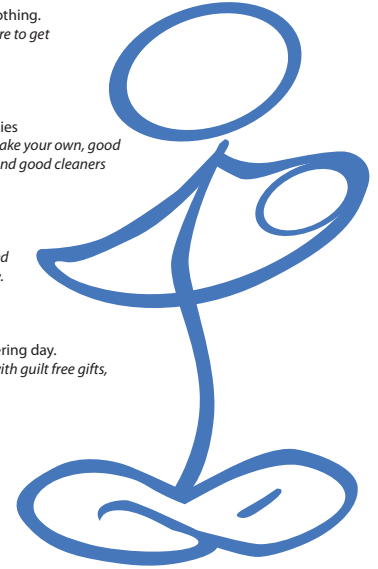 othing.
re to get
ies
ake your own, good
nd good cleaners
d
.
ering day.
ith guilt free gifts,